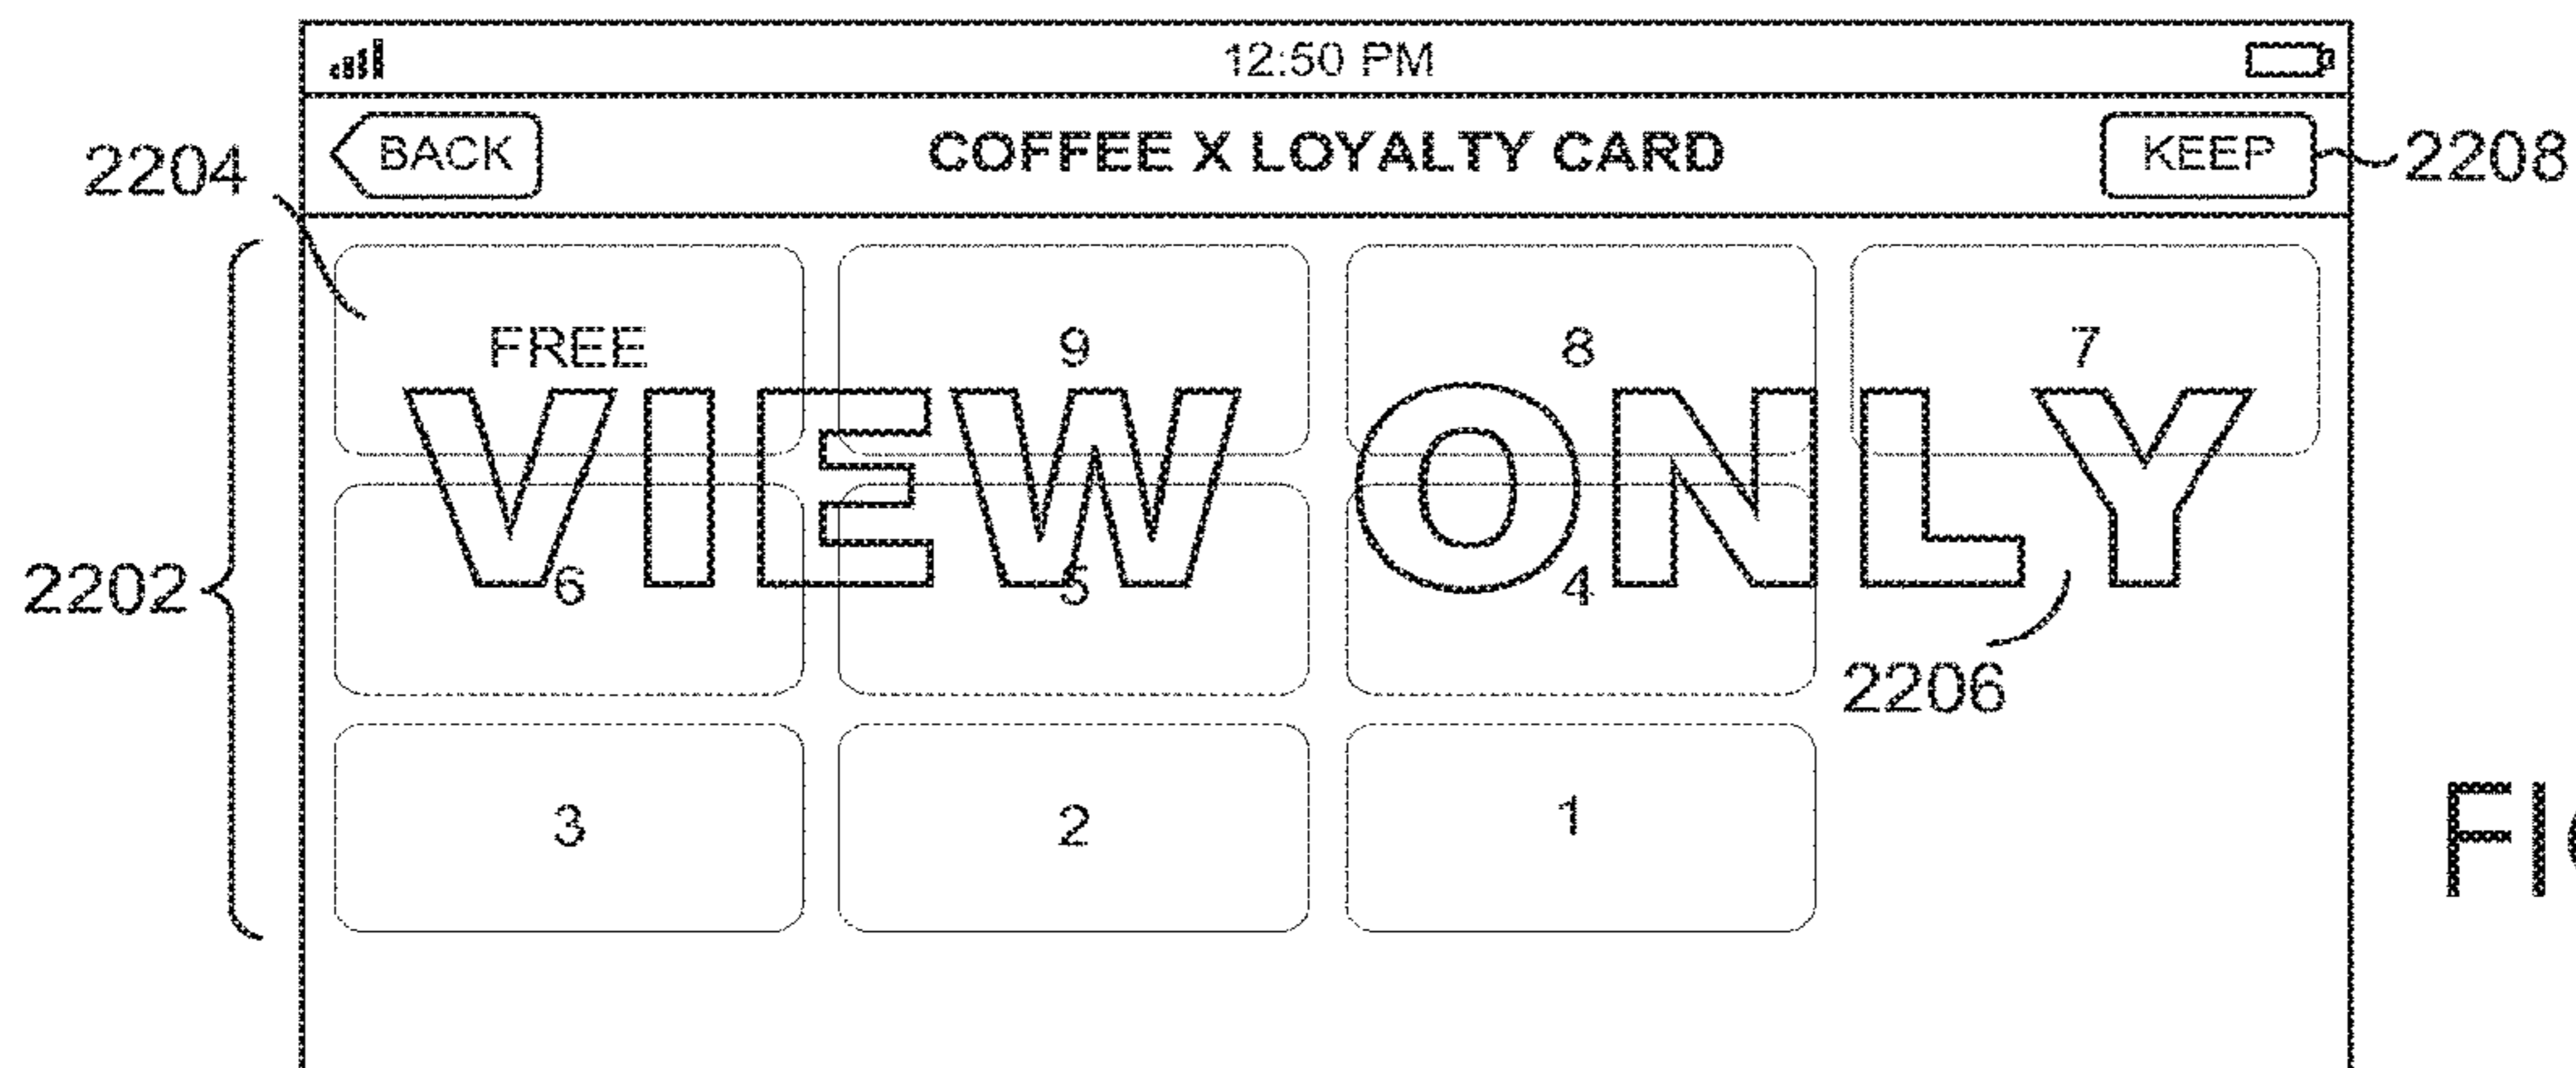 12:50 PM
BACK COFFEE X LOYALTY CARD KEEP 2208
2204
FREE 9 8 7
VIEW ONLY
2202 6 5 4
2206
3 2 1